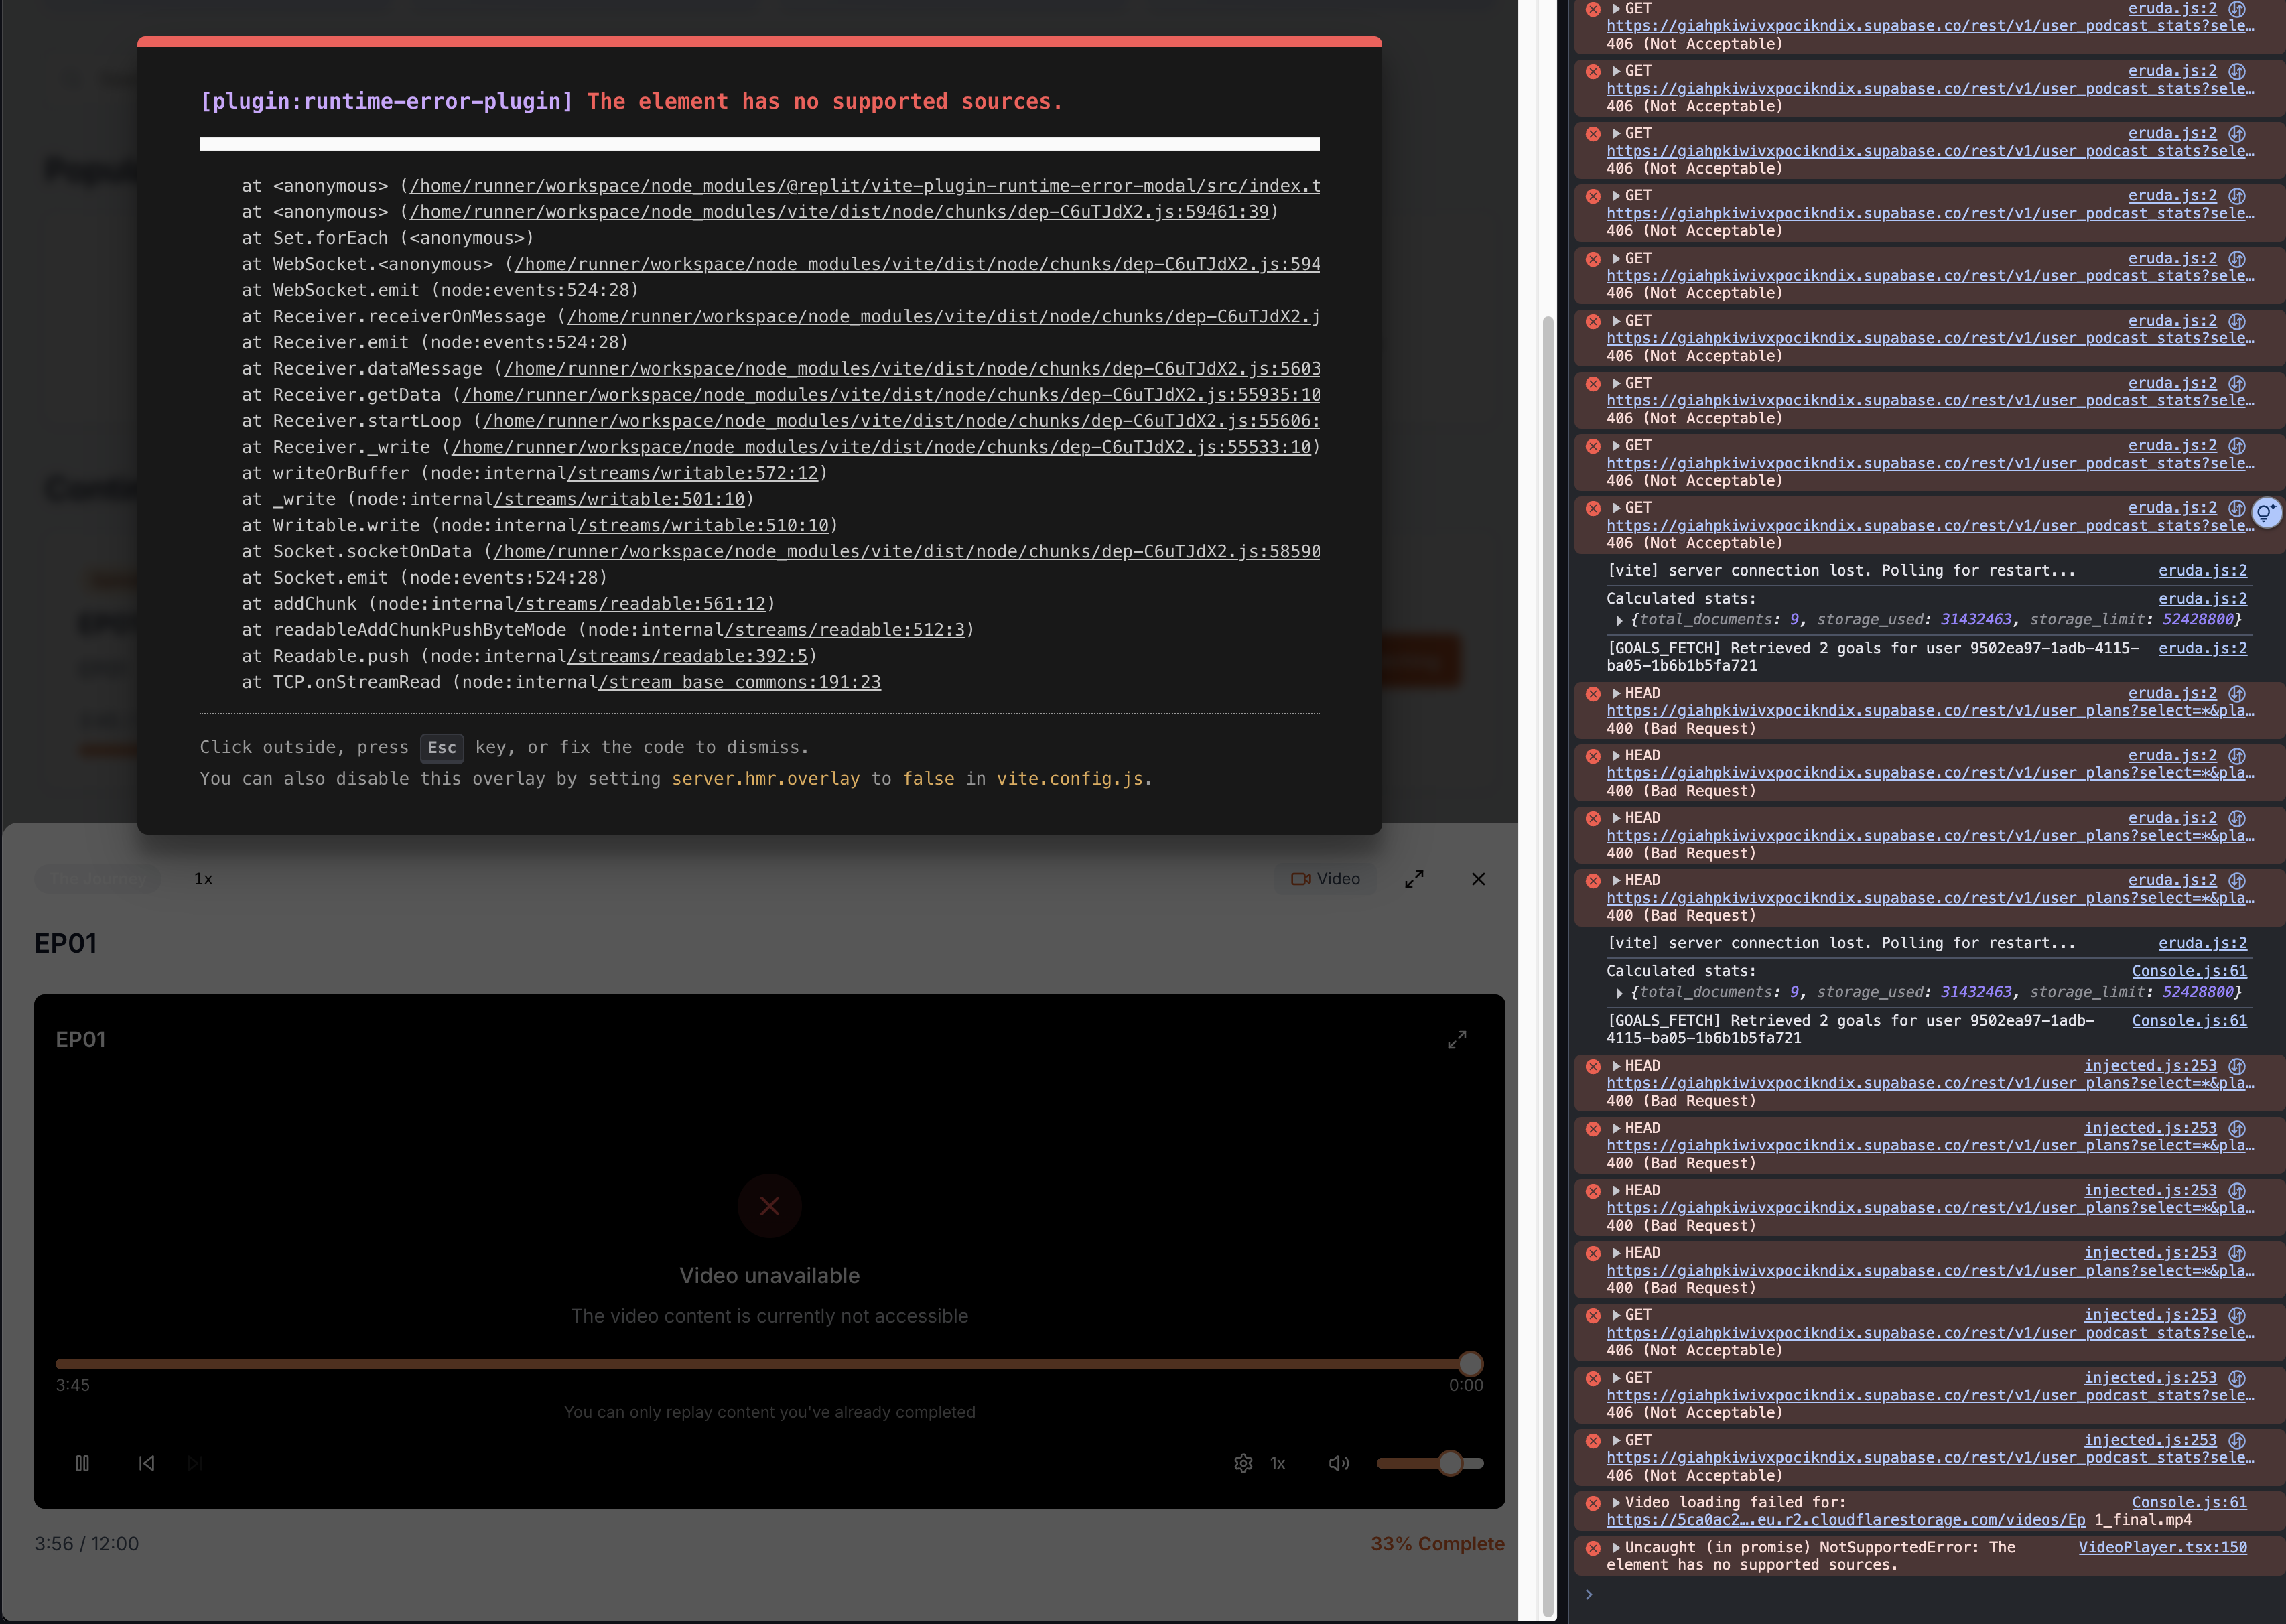 [plugin:runtime-error-plugin] The element has no supported sources.
at <anonymous> (/home/runner/workspace/node_modules/@replit/vite-plugin-runtime-error-modal/src/index.t
at <anonymous> (/home/runner/workspace/node_modules/vite/dist/node/chunks/dep-C6uTJdX2.js:59461:39)
at Set.forEach (<anonymous>)
at WebSocket.<anonymous> (/home/runner/workspace/node_modules/vite/dist/node/chunks/dep-C6uTJdX2.js:594
at WebSocket.emit (node:events:524:28)
at Receiver.receiverOnMessage (/home/runner/workspace/node_modules/vite/dist/node/chunks/dep-C6uTJdX2.j
at Receiver.emit (node:events:524:28)
at Receiver.dataMessage (/home/runner/workspace/node_modules/vite/dist/node/chunks/dep-C6uTJdX2.js:5603
at Receiver.getData (/home/runner/workspace/node_modules/vite/dist/node/chunks/dep-C6uTJdX2.js:55935:10
at Receiver.startLoop (/home/runner/workspace/node_modules/vite/dist/node/chunks/dep-C6uTJdX2.js:55606:
at Receiver._write (/home/runner/workspace/node_modules/vite/dist/node/chunks/dep-C6uTJdX2.js:55533:10)
at writeOrBuffer (node:internal/streams/writable:572:12)
at _write (node:internal/streams/writable:501:10)
at Writable.write (node:internal/streams/writable:510:10)
at Socket.socketOnData (/home/runner/workspace/node_modules/vite/dist/node/chunks/dep-C6uTJdX2.js:58590
at Socket.emit (node:events:524:28)
at addChunk (node:internal/streams/readable:561:12)
at readableAddChunkPushByteMode (node:internal/streams/readable:512:3)
at Readable.push (node:internal/streams/readable:392:5)
at TCP.onStreamRead (node:internal/stream_base_commons:191:23
Click outside, press Esc key, or fix the code to dismiss.
You can also disable this overlay by setting server.hmr.overlay to false in vite.config.js.
The Journey 1x Video
EP01
EP01
Video unavailable
The video content is currently not accessible
3:45 0:00
You can only replay content you've already completed
1x
3:56 / 12:00 33% Complete
GET eruda.js:2
https://giahpkiwivxpocikndix.supabase.co/rest/v1/user_podcast_stats?sele…
406 (Not Acceptable)
GET eruda.js:2
https://giahpkiwivxpocikndix.supabase.co/rest/v1/user_podcast_stats?sele…
406 (Not Acceptable)
GET eruda.js:2
https://giahpkiwivxpocikndix.supabase.co/rest/v1/user_podcast_stats?sele…
406 (Not Acceptable)
GET eruda.js:2
https://giahpkiwivxpocikndix.supabase.co/rest/v1/user_podcast_stats?sele…
406 (Not Acceptable)
GET eruda.js:2
https://giahpkiwivxpocikndix.supabase.co/rest/v1/user_podcast_stats?sele…
406 (Not Acceptable)
GET eruda.js:2
https://giahpkiwivxpocikndix.supabase.co/rest/v1/user_podcast_stats?sele…
406 (Not Acceptable)
GET eruda.js:2
https://giahpkiwivxpocikndix.supabase.co/rest/v1/user_podcast_stats?sele…
406 (Not Acceptable)
GET eruda.js:2
https://giahpkiwivxpocikndix.supabase.co/rest/v1/user_podcast_stats?sele…
406 (Not Acceptable)
GET eruda.js:2
https://giahpkiwivxpocikndix.supabase.co/rest/v1/user_podcast_stats?sele…
406 (Not Acceptable)
[vite] server connection lost. Polling for restart... eruda.js:2
Calculated stats: eruda.js:2
{total_documents: 9, storage_used: 31432463, storage_limit: 52428800}
[GOALS_FETCH] Retrieved 2 goals for user 9502ea97-1adb-4115- eruda.js:2
ba05-1b6b1b5fa721
HEAD eruda.js:2
https://giahpkiwivxpocikndix.supabase.co/rest/v1/user_plans?select=*&pla…
400 (Bad Request)
HEAD eruda.js:2
https://giahpkiwivxpocikndix.supabase.co/rest/v1/user_plans?select=*&pla…
400 (Bad Request)
HEAD eruda.js:2
https://giahpkiwivxpocikndix.supabase.co/rest/v1/user_plans?select=*&pla…
400 (Bad Request)
HEAD eruda.js:2
https://giahpkiwivxpocikndix.supabase.co/rest/v1/user_plans?select=*&pla…
400 (Bad Request)
[vite] server connection lost. Polling for restart... eruda.js:2
Calculated stats: Console.js:61
{total_documents: 9, storage_used: 31432463, storage_limit: 52428800}
[GOALS_FETCH] Retrieved 2 goals for user 9502ea97-1adb- Console.js:61
4115-ba05-1b6b1b5fa721
HEAD injected.js:253
https://giahpkiwivxpocikndix.supabase.co/rest/v1/user_plans?select=*&pla…
400 (Bad Request)
HEAD injected.js:253
https://giahpkiwivxpocikndix.supabase.co/rest/v1/user_plans?select=*&pla…
400 (Bad Request)
HEAD injected.js:253
https://giahpkiwivxpocikndix.supabase.co/rest/v1/user_plans?select=*&pla…
400 (Bad Request)
HEAD injected.js:253
https://giahpkiwivxpocikndix.supabase.co/rest/v1/user_plans?select=*&pla…
400 (Bad Request)
GET injected.js:253
https://giahpkiwivxpocikndix.supabase.co/rest/v1/user_podcast_stats?sele…
406 (Not Acceptable)
GET injected.js:253
https://giahpkiwivxpocikndix.supabase.co/rest/v1/user_podcast_stats?sele…
406 (Not Acceptable)
GET injected.js:253
https://giahpkiwivxpocikndix.supabase.co/rest/v1/user_podcast_stats?sele…
406 (Not Acceptable)
Video loading failed for: Console.js:61
https://5ca0ac2….eu.r2.cloudflarestorage.com/videos/Ep 1_final.mp4
Uncaught (in promise) NotSupportedError: The VideoPlayer.tsx:150
element has no supported sources.